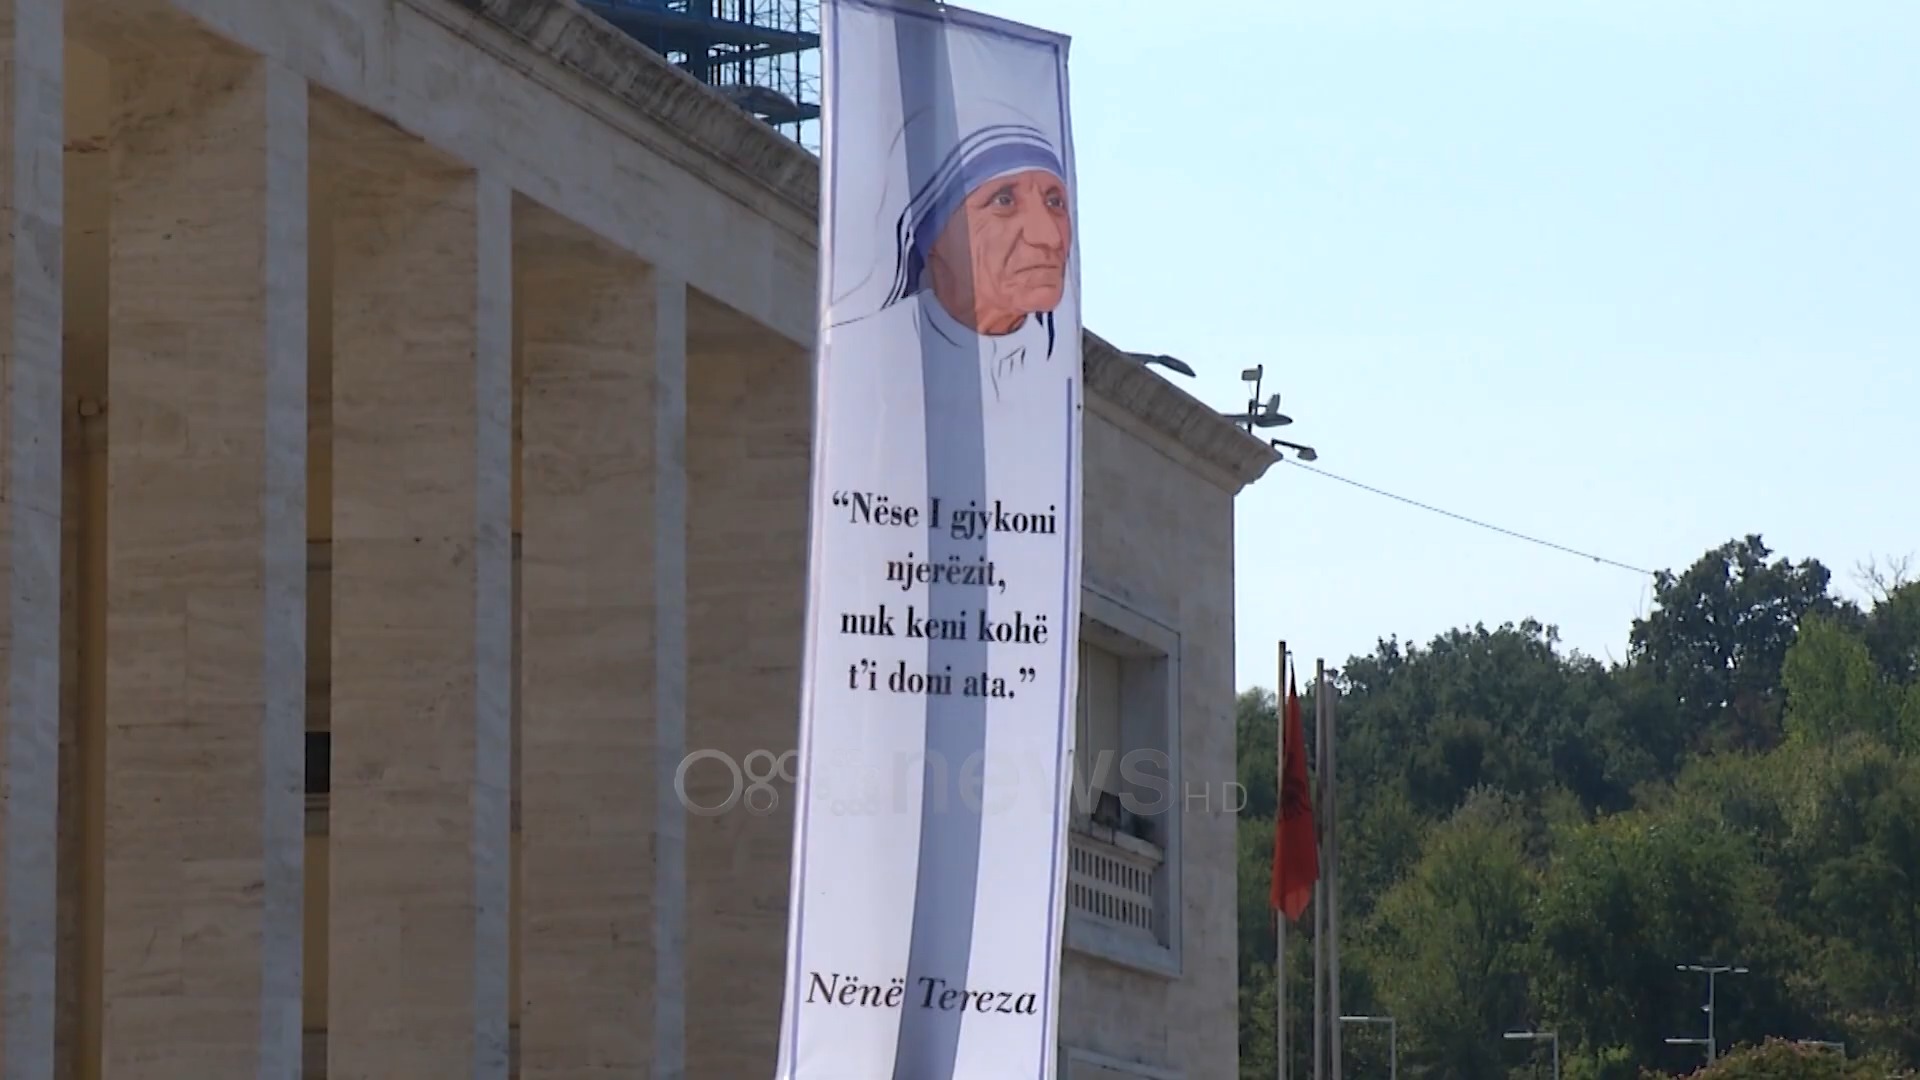 “Nëse I gjykoni
njerëzit,
nuk keni kohë
t’i doni ata.”
news HD
Nënë Tereza